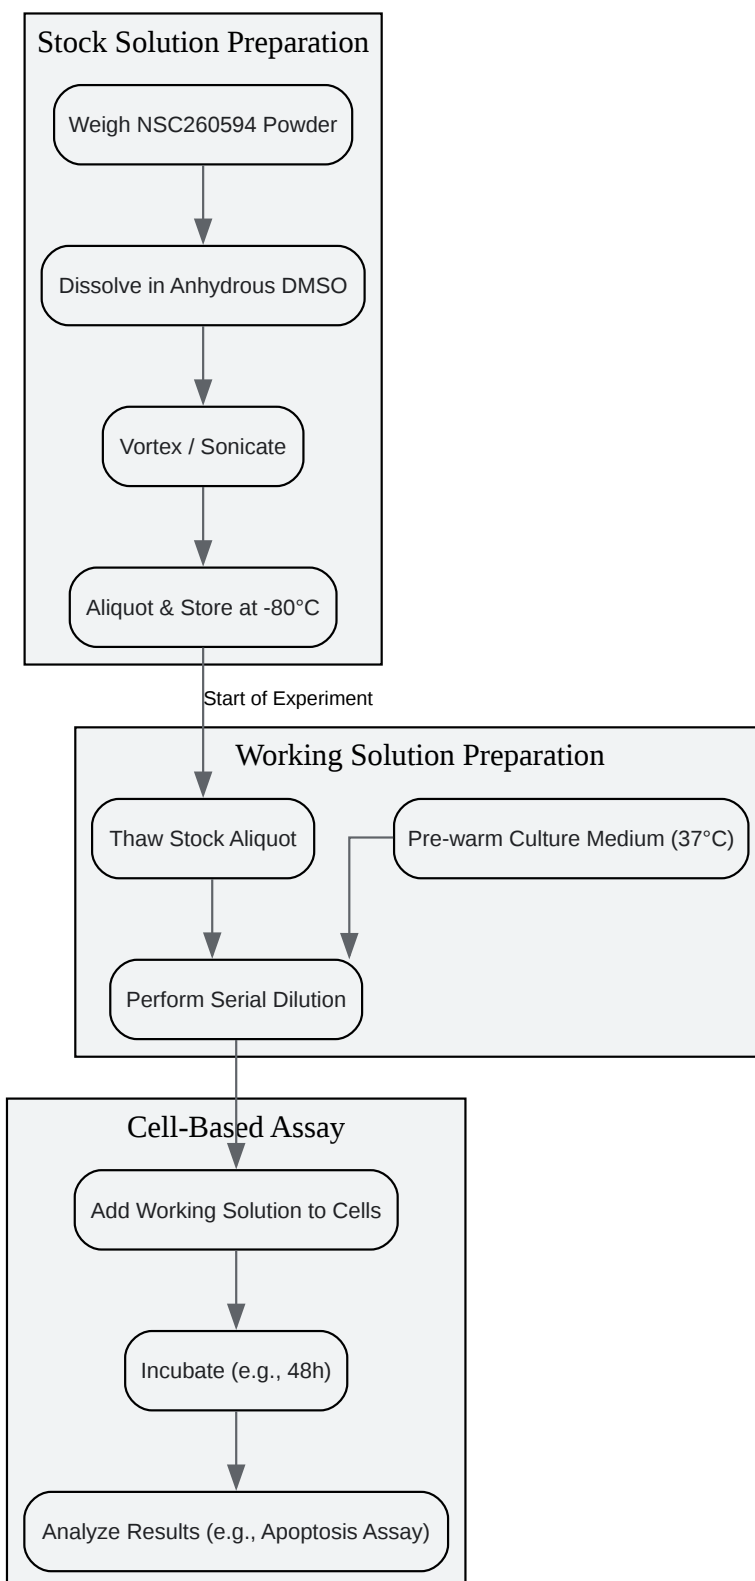 Stock Solution Preparation
Weigh NSC260594 Powder
Dissolve in Anhydrous DMSO
Vortex / Sonicate
Aliquot & Store at -80°C
Start of Experiment
Working Solution Preparation
Thaw Stock Aliquot
Pre-warm Culture Medium (37°C)
Perform Serial Dilution
Cell-Based Assay
Add Working Solution to Cells
Incubate (e.g., 48h)
Analyze Results (e.g., Apoptosis Assay)